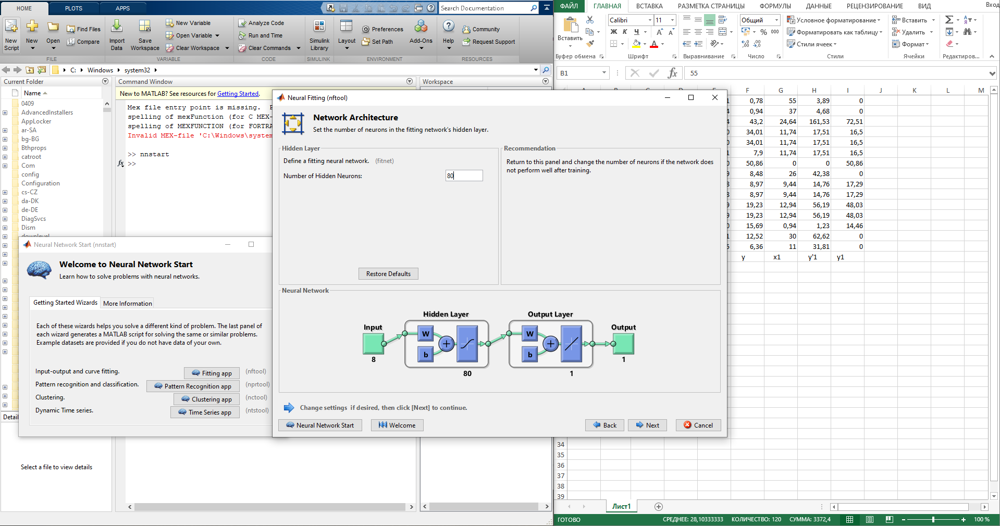 HOME
PLOTS
APPS
Search Documentation
New Script
New
Open
Find Files
Compare
Import Data
Save Workspace
New Variable
Open Variable
Clear Workspace
Analyze Code
Run and Time
Clear Commands
Simulink Library
Layout
Preferences
Set Path
Add-Ons
Help
Community
Request Support
FILE
VARIABLE
CODE
SIMULINK
ENVIRONMENT
RESOURCES
C:
Windows
system32
Current Folder
Name
0409
AdvancedInstallers
AppLocker
ar-SA
bg-BG
Bthprops
catroot
Com
config
Configuration
cs-CZ
da-DK
de-DE
DiagSvcs
Dism
Detail
Select a file to view details
Command Window
New to MATLAB? See resources for Getting Started.
Mex file entry point is missing.
spelling of mexFunction (for C MEX-
spelling of MEXFUNCTION (for FORTRA
Invalid MEX-file 'C:\Windows\system
>> nnstart
fx >>
Workspace
Neural Network Start (nnstart)
Welcome to Neural Network Start
Learn how to solve problems with neural networks.
Getting Started Wizards
More Information
Each of these wizards helps you solve a different kind of problem. The last panel of
each wizard generates a MATLAB script for solving the same or similar problems.
Example datasets are provided if you do not have data of your own.
Input-output and curve fitting.
Fitting app
(nftool)
Pattern recognition and classification.
Pattern Recognition app
(nprtool)
Clustering.
Clustering app
(nctool)
Dynamic Time series.
Time Series app
(ntstool)
Neural Fitting (nftool)
Network Architecture
Set the number of neurons in the fitting network's hidden layer.
Hidden Layer
Define a fitting neural network. (fitnet)
Number of Hidden Neurons:
80
Restore Defaults
Recommendation
Return to this panel and change the number of neurons if the network does
not perform well after training.
Neural Network
Hidden Layer
Output Layer
Input
Output
W
b
W
b
8
80
1
1
Change settings if desired, then click [Next] to continue.
Neural Network Start
Welcome
Back
Next
Cancel
ФАЙЛ
ГЛАВНАЯ
ВСТАВКА
РАЗМЕТКА СТРАНИЦЫ
ФОРМУЛЫ
ДАННЫЕ
РЕЦЕНЗИРОВАНИЕ
ВИД
Вход
Вставить
Calibri
11
Ж К Ч
Общий
% 000
Условное форматирование
Форматировать как таблицу
Стили ячеек
Вставить
Удалить
Формат
Буфер обмена
Шрифт
Выравнивание
Число
Стили
Ячейки
Редактиров...
B1
fx
55
F G H I J K L M
0,78 55 3,89 0
0,94 37 4,68 0
43,2 24,64 161,53 72,51
34,01 11,74 17,51 16,5
34,01 11,74 17,51 16,5
7,9 11,74 17,51 16,5
50,86 0 0 50,86
8,48 26 42,38 0
8,97 9,44 14,76 17,29
8,97 9,44 14,76 17,29
19,23 12,94 56,19 48,03
19,23 12,94 56,19 48,03
15,69 0,94 1,23 14,46
12,52 30 62,62 0
6,36 11 31,81 0
y x1 y'1 y1
34
35
36
37
38
39
Лист1
ГОТОВО
СРЕДНЕЕ: 28,10333333
КОЛИЧЕСТВО: 120
СУММА: 3372,4
100 %